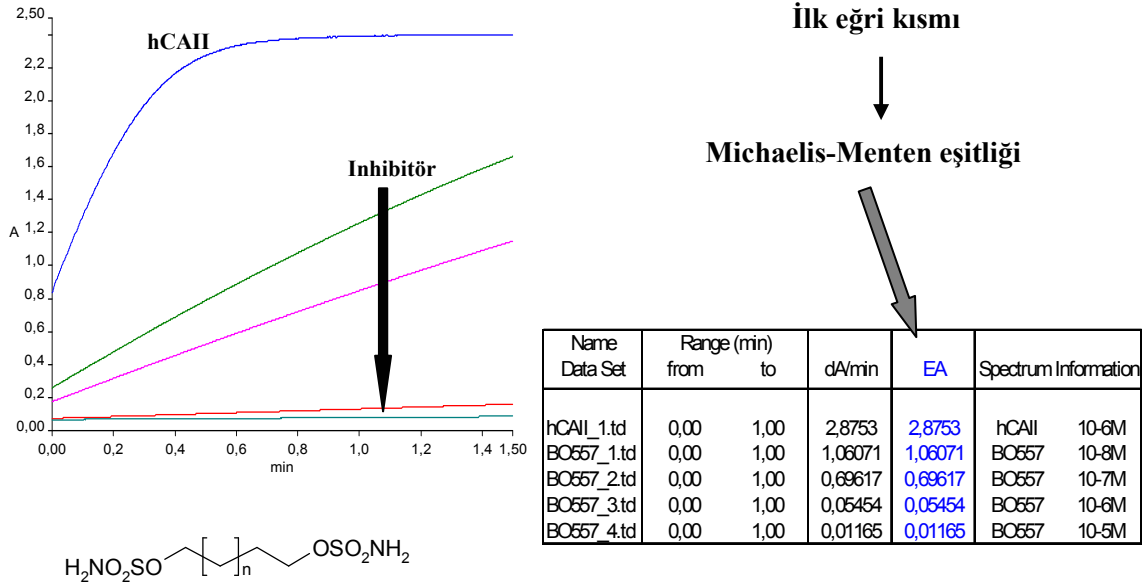 2,50
2,4
2,2
2,0
1,8
1,6
1,4
1,2
1,0
0,8
0,6
0,4
0,2
0,00
A
hCAII
Inhibitör
0,00 0,2 0,4 0,6 0,8 1,0 1,2 1,4 1,50
min
H2NO2SO [ ]n OSO2NH2
İlk eğri kısmı
Michaelis-Menten eşitliği
Name Range (min)
Data Set from to dA/min EA Spectrum Information
hCAII_1.td 0,00 1,00 2,8753 2,8753 hCAII 10-6M
BO557_1.td 0,00 1,00 1,06071 1,06071 BO557 10-8M
BO557_2.td 0,00 1,00 0,69617 0,69617 BO557 10-7M
BO557_3.td 0,00 1,00 0,05454 0,05454 BO557 10-6M
BO557_4.td 0,00 1,00 0,01165 0,01165 BO557 10-5M